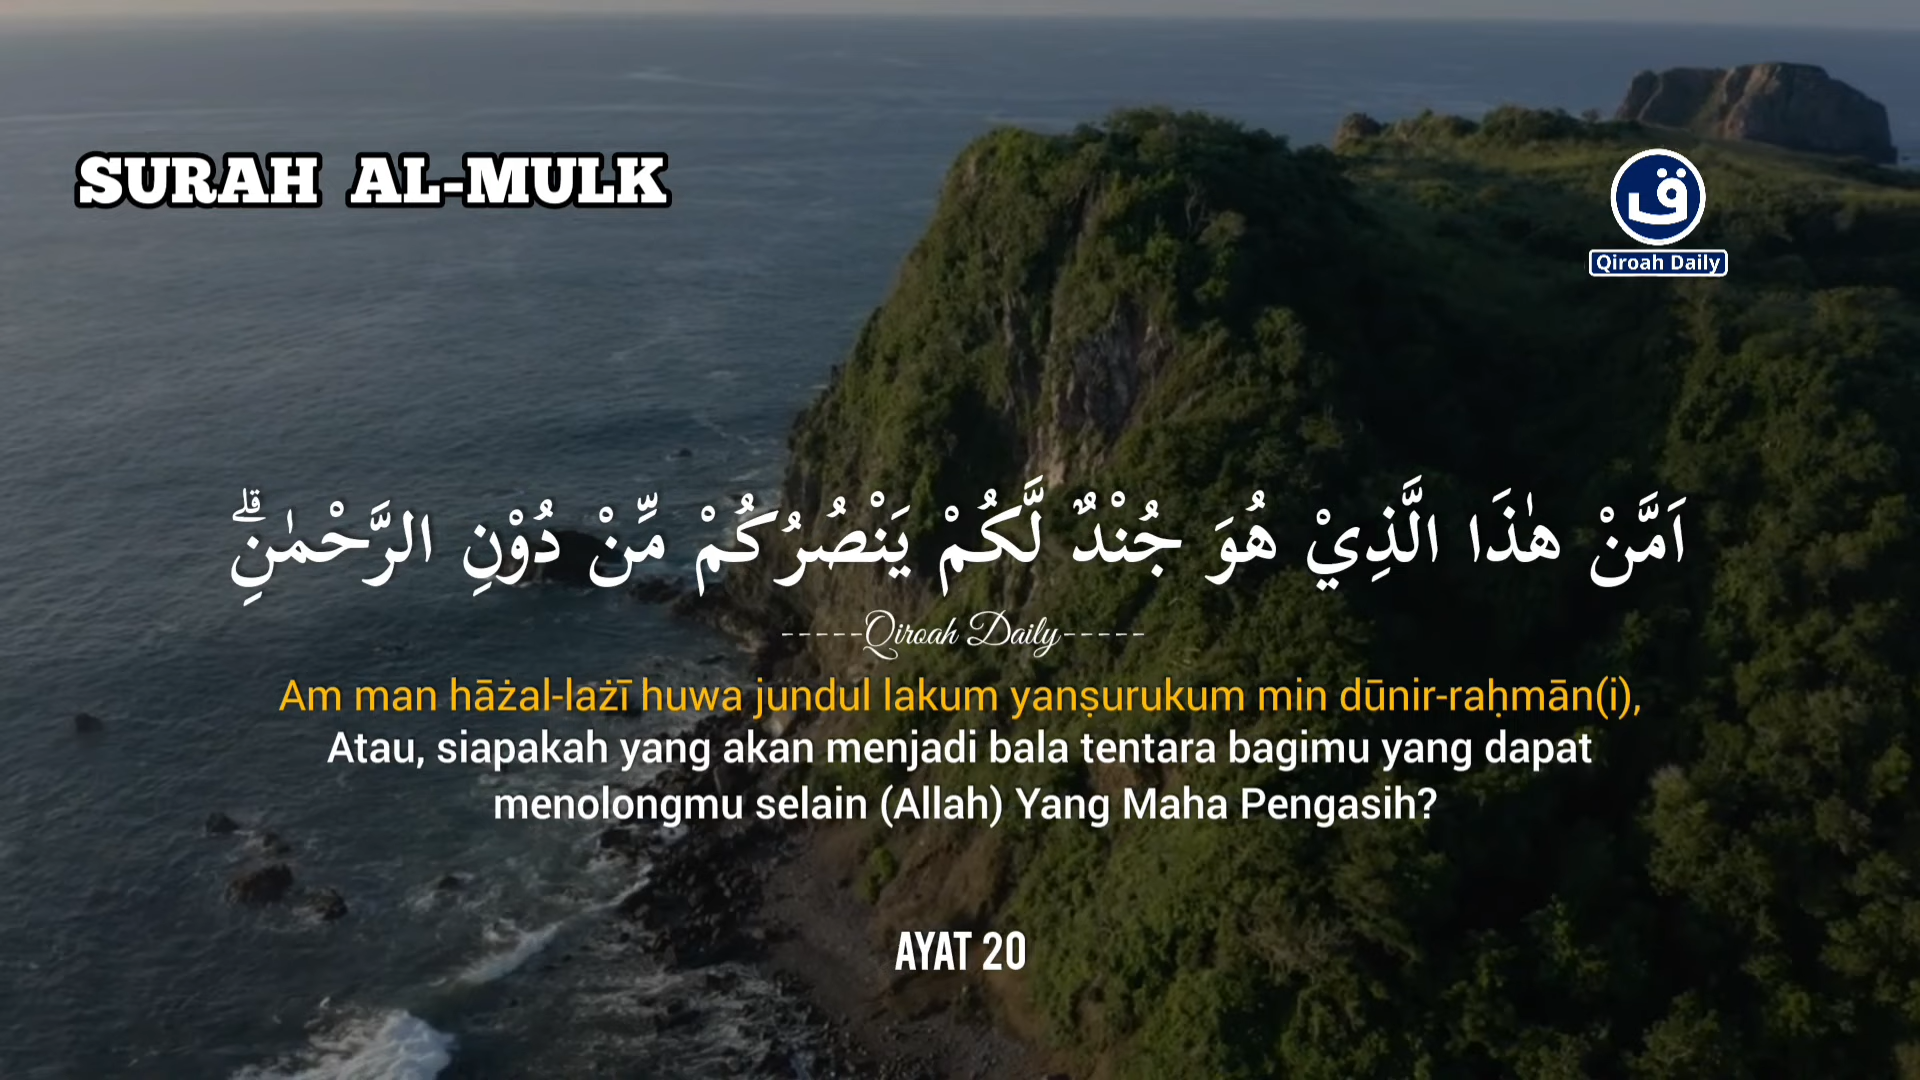 SURAH AL-MULK
ق
Qiroah Daily
اَمَّنْ هٰذَا الَّذِيْ هُوَ جُنْدٌ لَّكُمْ يَنْصُرُكُمْ مِّنْ دُوْنِ الرَّحْمٰنِۗ
-----Qiroah Daily-----
Am man hāżal-lażī huwa jundul lakum yanṣurukum min dūnir-raḥmān(i),
Atau, siapakah yang akan menjadi bala tentara bagimu yang dapat
menolongmu selain (Allah) Yang Maha Pengasih?
AYAT 20